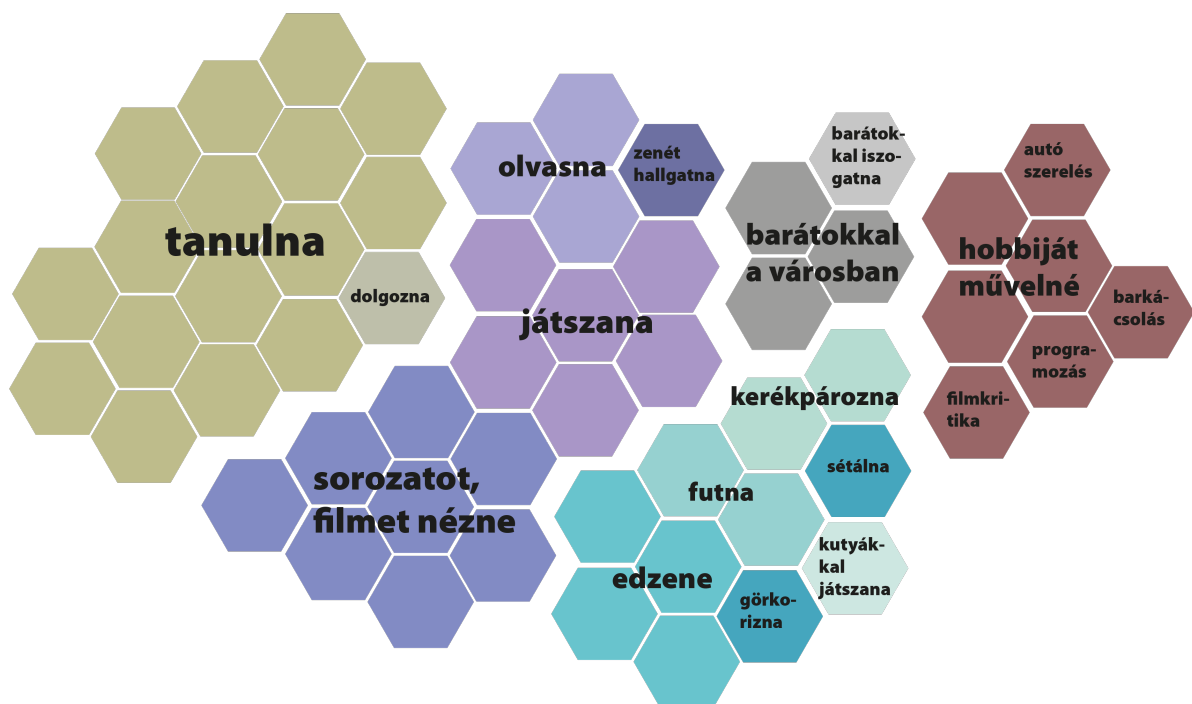 tanulna
dolgozna
olvasna
zenét
hallgatna
játszana
sorozatot,
filmet nézne
barátok-
kal iszo-
gatna
barátokkal
a városban
autó
szerelés
hobbiját
művelné
barká-
csolás
progra-
mozás
filmkri-
tika
kerékpározna
sétálna
futna
kutyák-
kal
játszana
edzene
görko-
rizna